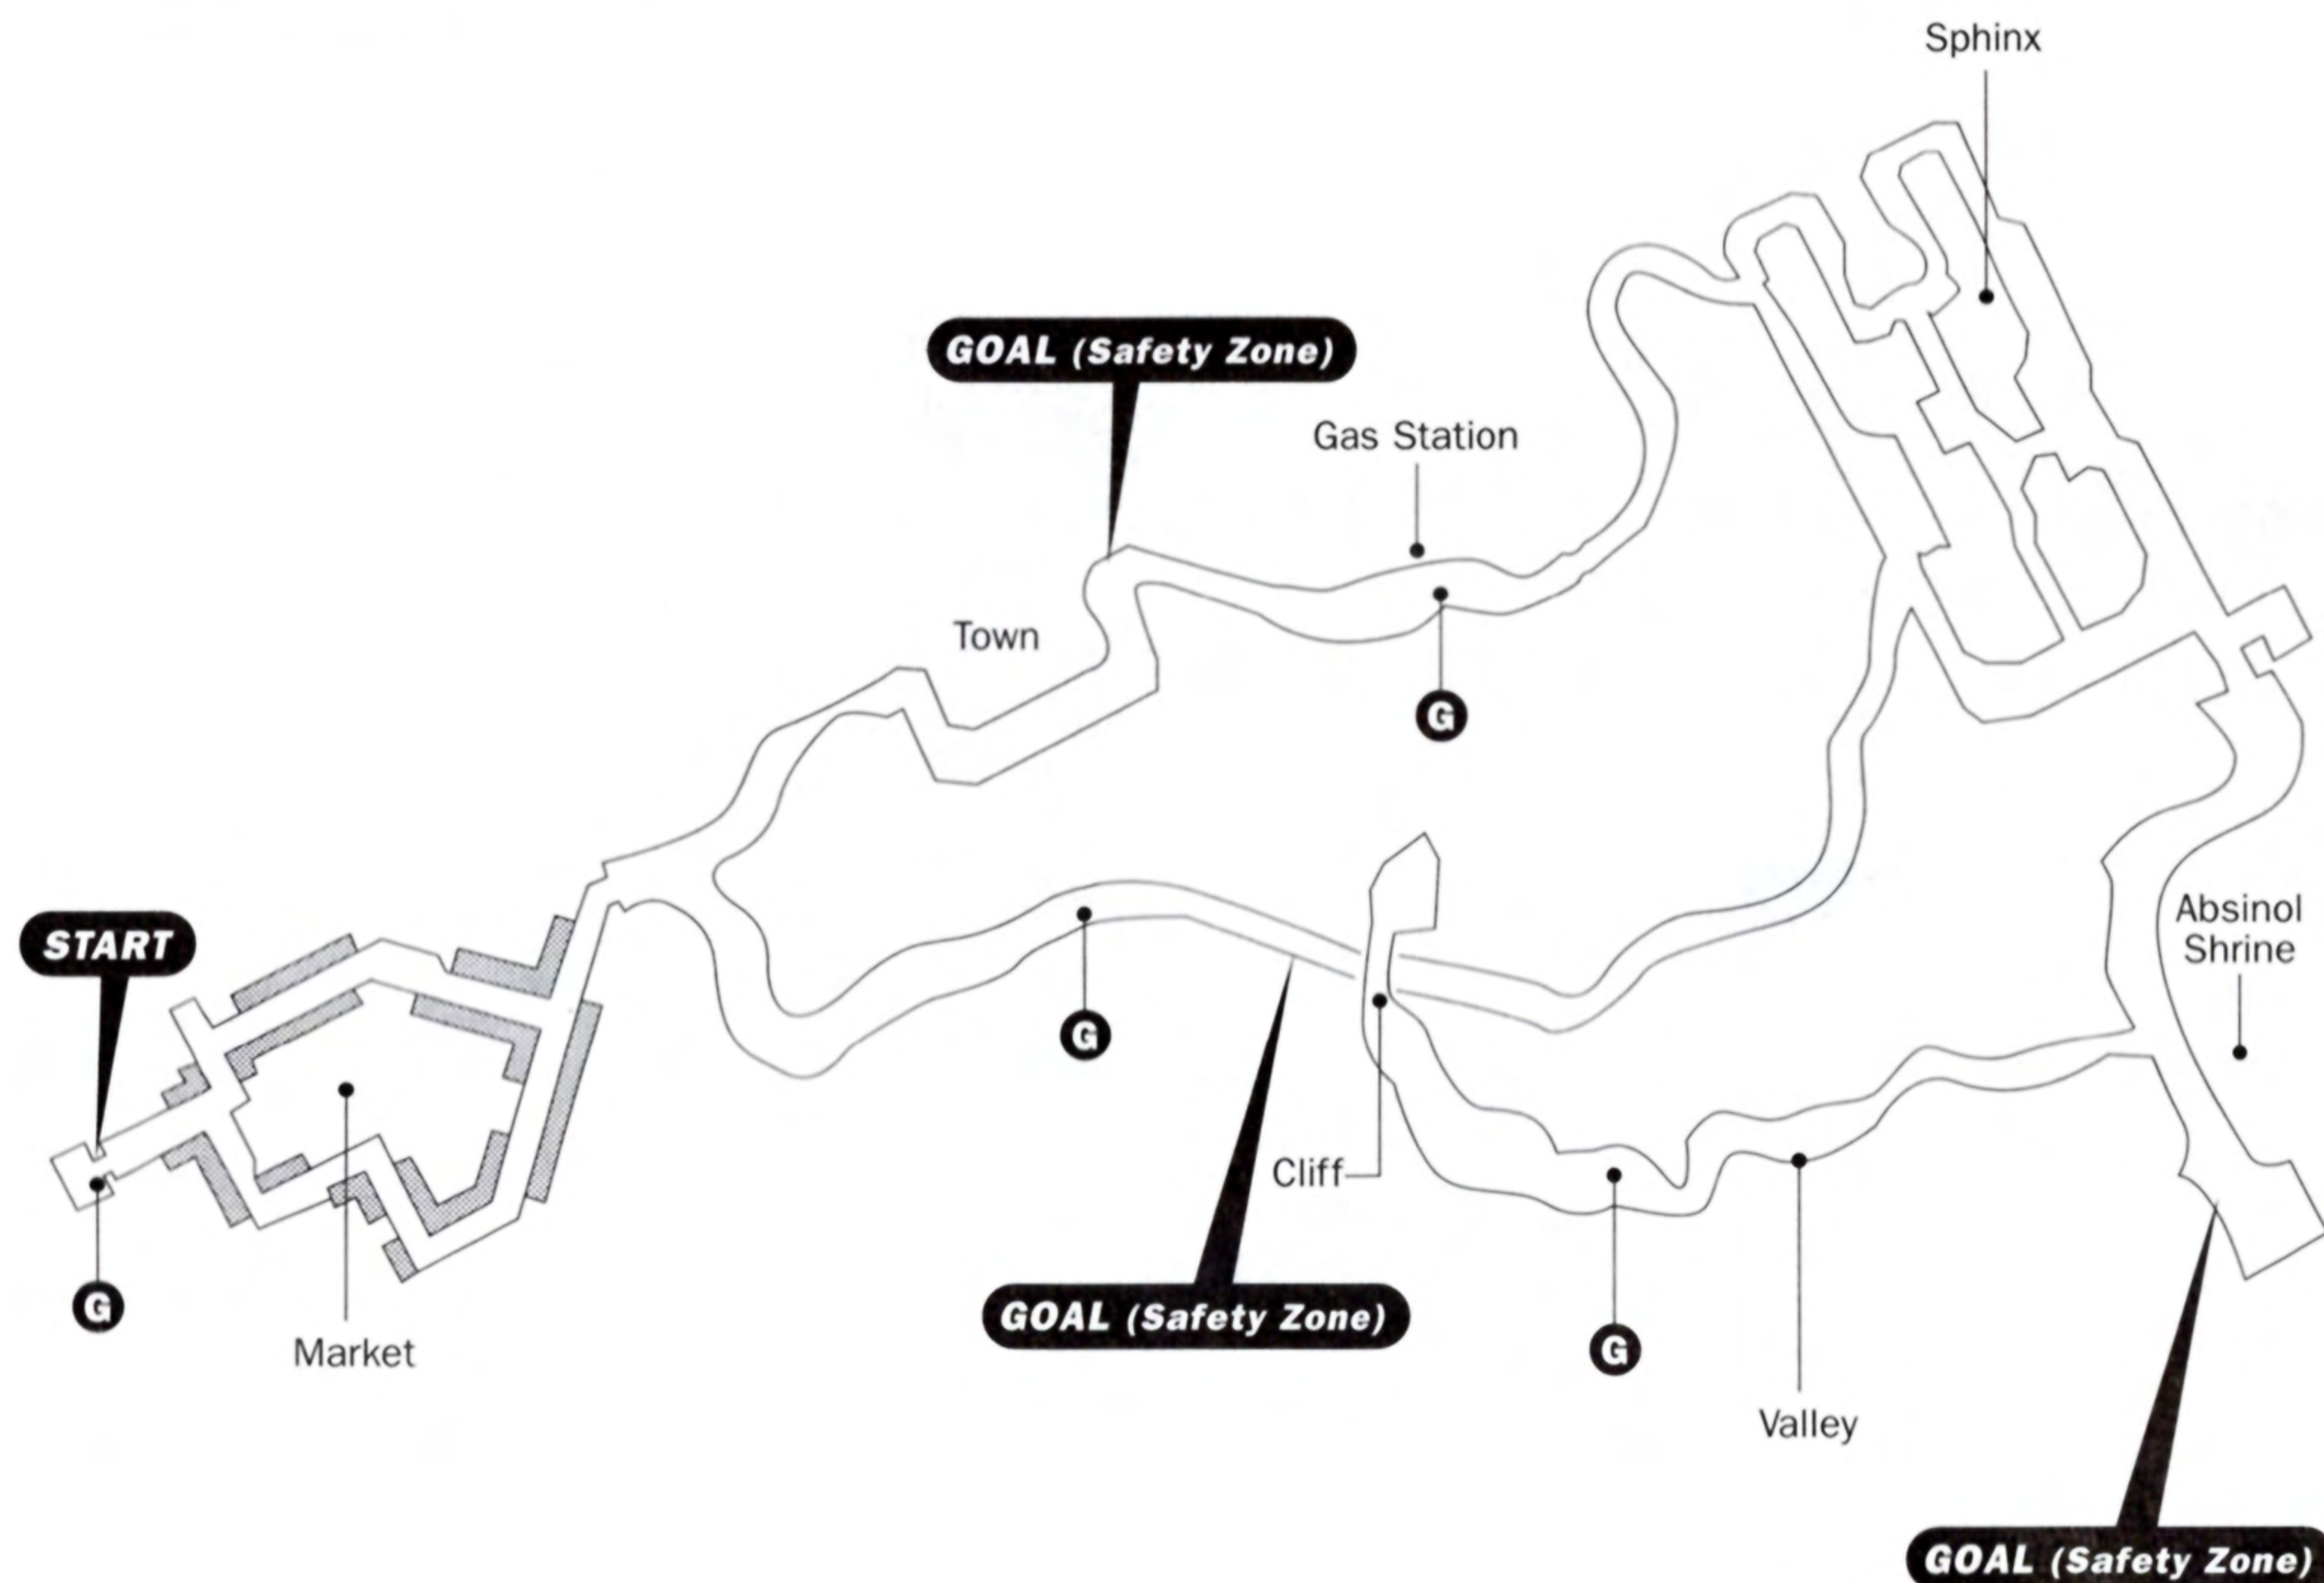 Sphinx
GOAL (Safety Zone)
Gas Station
Town
G
START
Absinol
Shrine
G
Cliff
G
Market
GOAL (Safety Zone)
G
Valley
GOAL (Safety Zone)